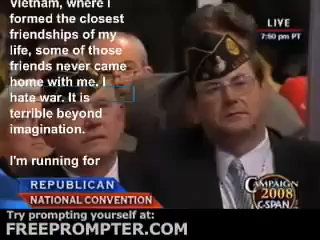 Vietnam, where I
formed the closest
friendships of my
life, some of those
friends never came
home with me. I
hate war. It is
terrible beyond
imagination.
I'm running for
LIVE
7:50 pm PT
REPUBLICAN
NATIONAL CONVENTION
CAMPAIGN
2008
C-SPAN
Try prompting yourself at:
FREEPROMPTER.COM